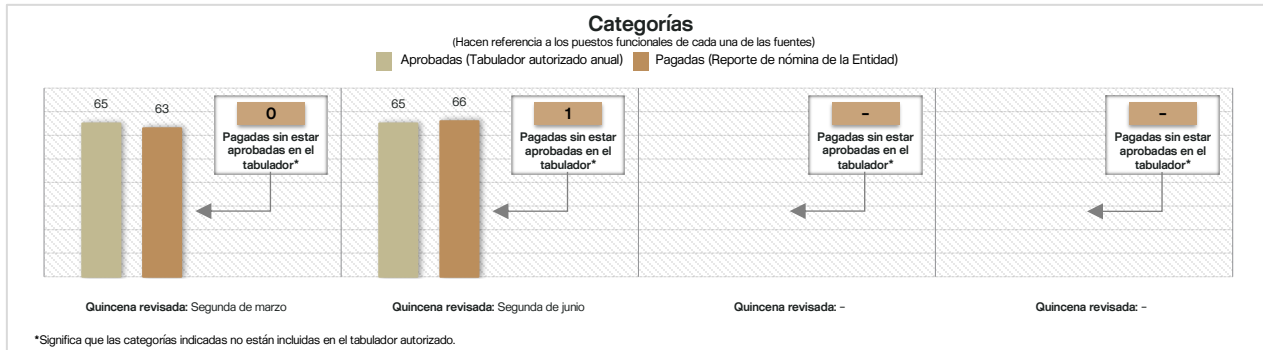 Categorías
(Hacen referencia a los puestos funcionales de cada una de las fuentes)
Aprobadas (Tabulador autorizado anual) Pagadas (Reporte de nómina de la Entidad)
65
63
0
Pagadas sin estar
aprobadas en el
tabulador*
65
66
1
Pagadas sin estar
aprobadas en el
tabulador*
-
Pagadas sin estar
aprobadas en el
tabulador*
-
Pagadas sin estar
aprobadas en el
tabulador*
Quincena revisada: Segunda de marzo
Quincena revisada: Segunda de junio
Quincena revisada: -
Quincena revisada: -
*Significa que las categorías indicadas no están incluidas en el tabulador autorizado.